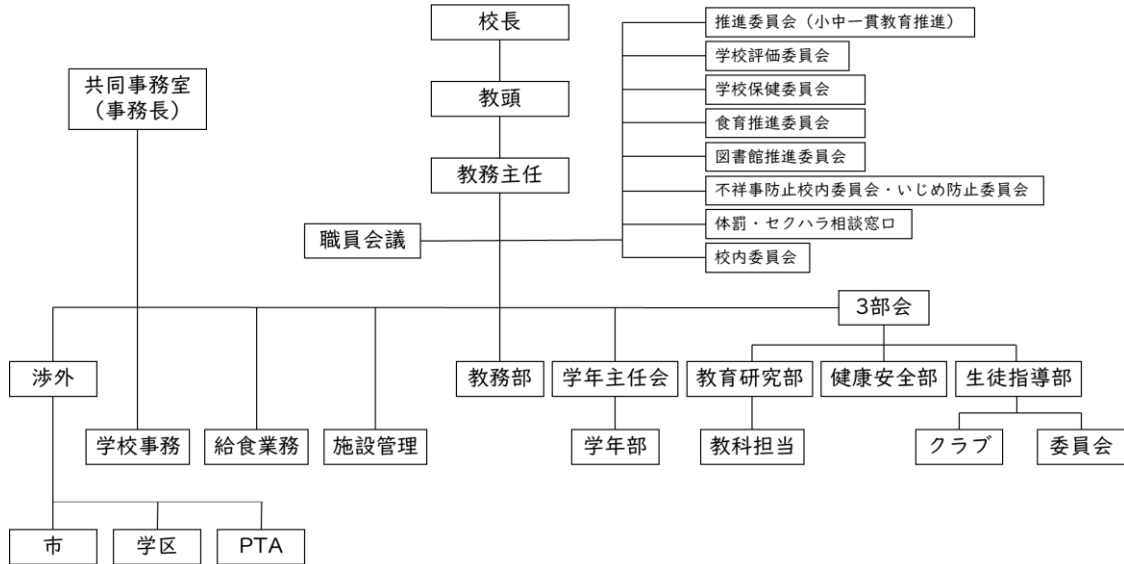 校長
推進委員会（小中一貫教育推進）
学校評価委員会
共同事務室
（事務長）
教頭
学校保健委員会
食育推進委員会
図書館推進委員会
教務主任
不祥事防止校内委員会・いじめ防止委員会
体罰・セクハラ相談窓口
職員会議
校内委員会
3部会
渉外
教務部
学年主任会
教育研究部
健康安全部
生徒指導部
学校事務
給食業務
施設管理
学年部
教科担当
クラブ
委員会
市
学区
PTA